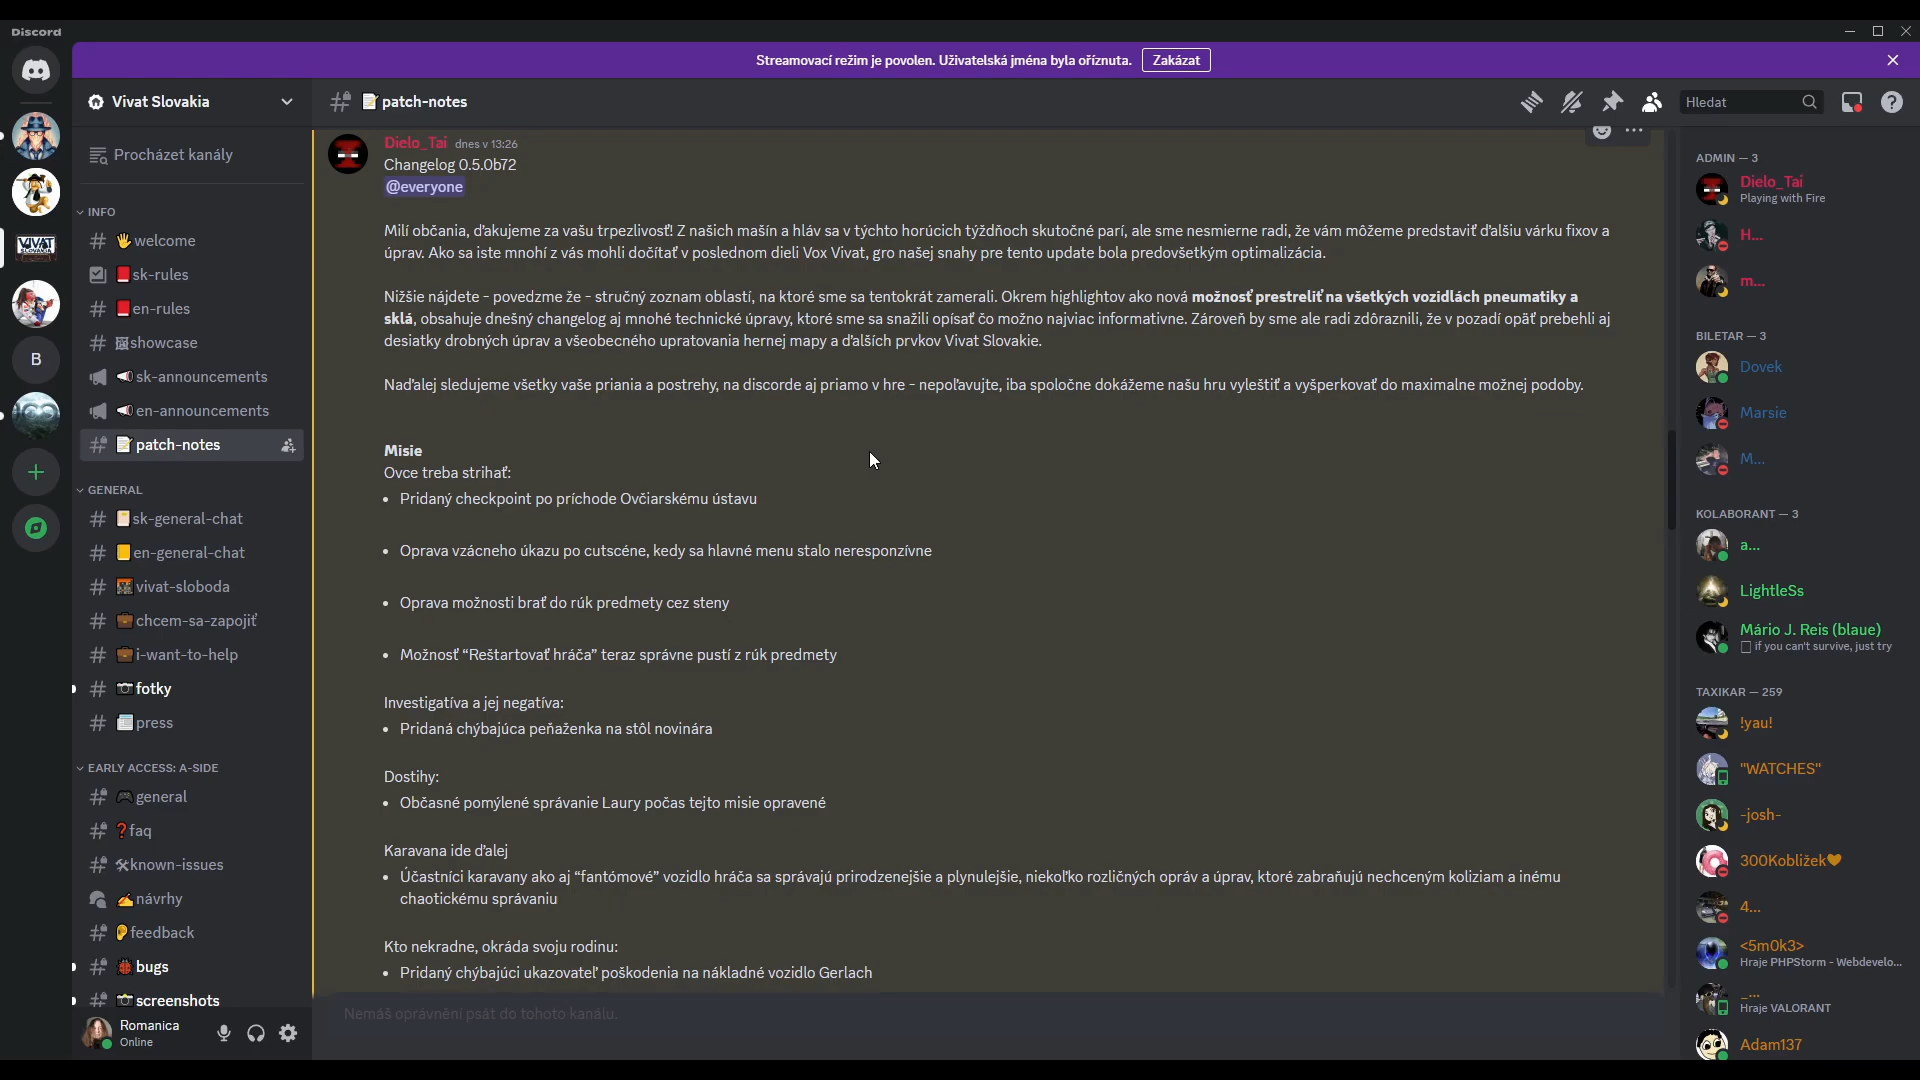 Discord
Streamovací režim je povolen. Uživatelská jména byla oříznuta. Zakázat
Vivat Slovakia
patch-notes
Hledat
Procházet kanály
INFO
welcome
sk-rules
en-rules
showcase
sk-announcements
en-announcements
patch-notes
GENERAL
sk-general-chat
en-general-chat
vivat-sloboda
chcem-sa-zapojiť
i-want-to-help
fotky
press
EARLY ACCESS: A-SIDE
general
faq
known-issues
návrhy
feedback
bugs
screenshots
B
VIVAT
Romanica
Online
Dielo_Tai dnes v 13:26
Changelog 0.5.0b72
@everyone
Milí občania, ďakujeme za vašu trpezlivosť! Z našich mašín a hláv sa v týchto horúcich týždňoch skutočné parí, ale sme nesmierne radi, že vám môžeme predstaviť ďalšiu várku fixov a
úprav. Ako sa iste mnohí z vás mohli dočítať v poslednom dieli Vox Vivat, gro našej snahy pre tento update bola predovšetkým optimalizácia.
Nižšie nájdete - povedzme že - stručný zoznam oblastí, na ktoré sme sa tentokrát zamerali. Okrem highlightov ako nová možnosť prestreliť na všetkých vozidlách pneumatiky a
sklá, obsahuje dnešný changelog aj mnohé technické úpravy, ktoré sme sa snažili opísať čo možno najviac informativne. Zároveň by sme ale radi zdôraznili, že v pozadí opäť prebehli aj
desiatky drobných úprav a všeobecného upratovania hernej mapy a ďalších prvkov Vivat Slovakie.
Naďalej sledujeme všetky vaše priania a postrehy, na discorde aj priamo v hre - nepoľavujte, iba spoločne dokážeme našu hru vyleštiť a vyšperkovať do maximalne možnej podoby.
Misie
Ovce treba strihať:
• Pridaný checkpoint po príchode Ovčiarskému ústavu
• Oprava vzácneho úkazu po cutscéne, kedy sa hlavné menu stalo neresponzívne
• Oprava možnosti brať do rúk predmety cez steny
• Možnosť “Reštartovať hráča” teraz správne pustí z rúk predmety
Investigatíva a jej negatíva:
• Pridaná chýbajúca peňaženka na stôl novinára
Dostihy:
• Občasné pomýlené správanie Laury počas tejto misie opravené
Karavana ide ďalej
• Účastníci karavany ako aj “fantómové” vozidlo hráča sa správajú prirodzenejšie a plynulejšie, niekoľko rozličných opráv a úprav, ktoré zabraňujú nechceným koliziam a inému
chaotickému správaniu
Kto nekradne, okráda svoju rodinu:
• Pridaný chýbajúci ukazovateľ poškodenia na nákladné vozidlo Gerlach
Nemáš oprávnění psát do tohoto kanálu.
ADMIN — 3
Dielo_Tai
Playing with Fire
H...
m...
BILETAR — 3
Dovek
Marsie
M...
KOLABORANT — 3
a...
LightleSs
Mário J. Reis (blaue)
if you can't survive, just try
TAXIKAR — 259
!yau!
"WATCHES"
-josh-
300Kobližek🧡
4...
<5m0k3>
Hraje PHPStorm - Webdevelo...
_...
Hraje VALORANT
Adam137